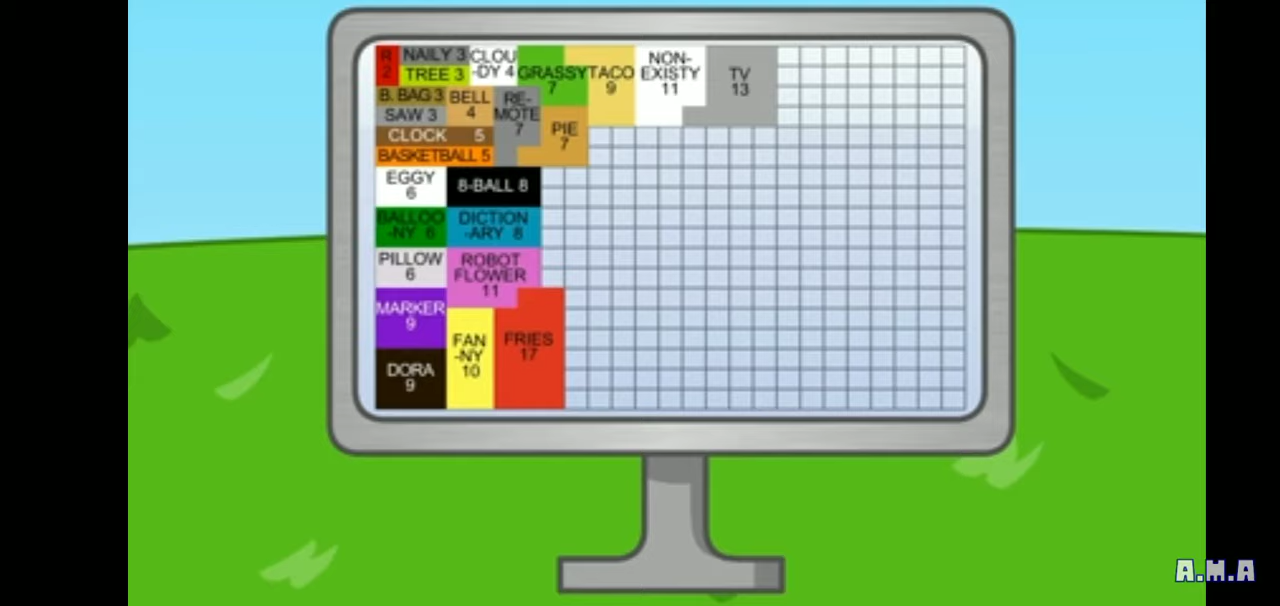 R
2
NAILY 3
TREE 3
CLOU
-DY 4
GRASSY
7
TACO
9
NON-
EXISTY
11
TV
13
B. BAG 3
SAW 3
BELL
4
RE-
MOTE
7
PIE
7
CLOCK 5
BASKETBALL 5
EGGY
6
8-BALL 8
BALLOO
-NY 6
DICTION
-ARY 8
PILLOW
6
ROBOT
FLOWER
11
MARKER
9
FAN
-NY
10
FRIES
17
DORA
9
A.M.A